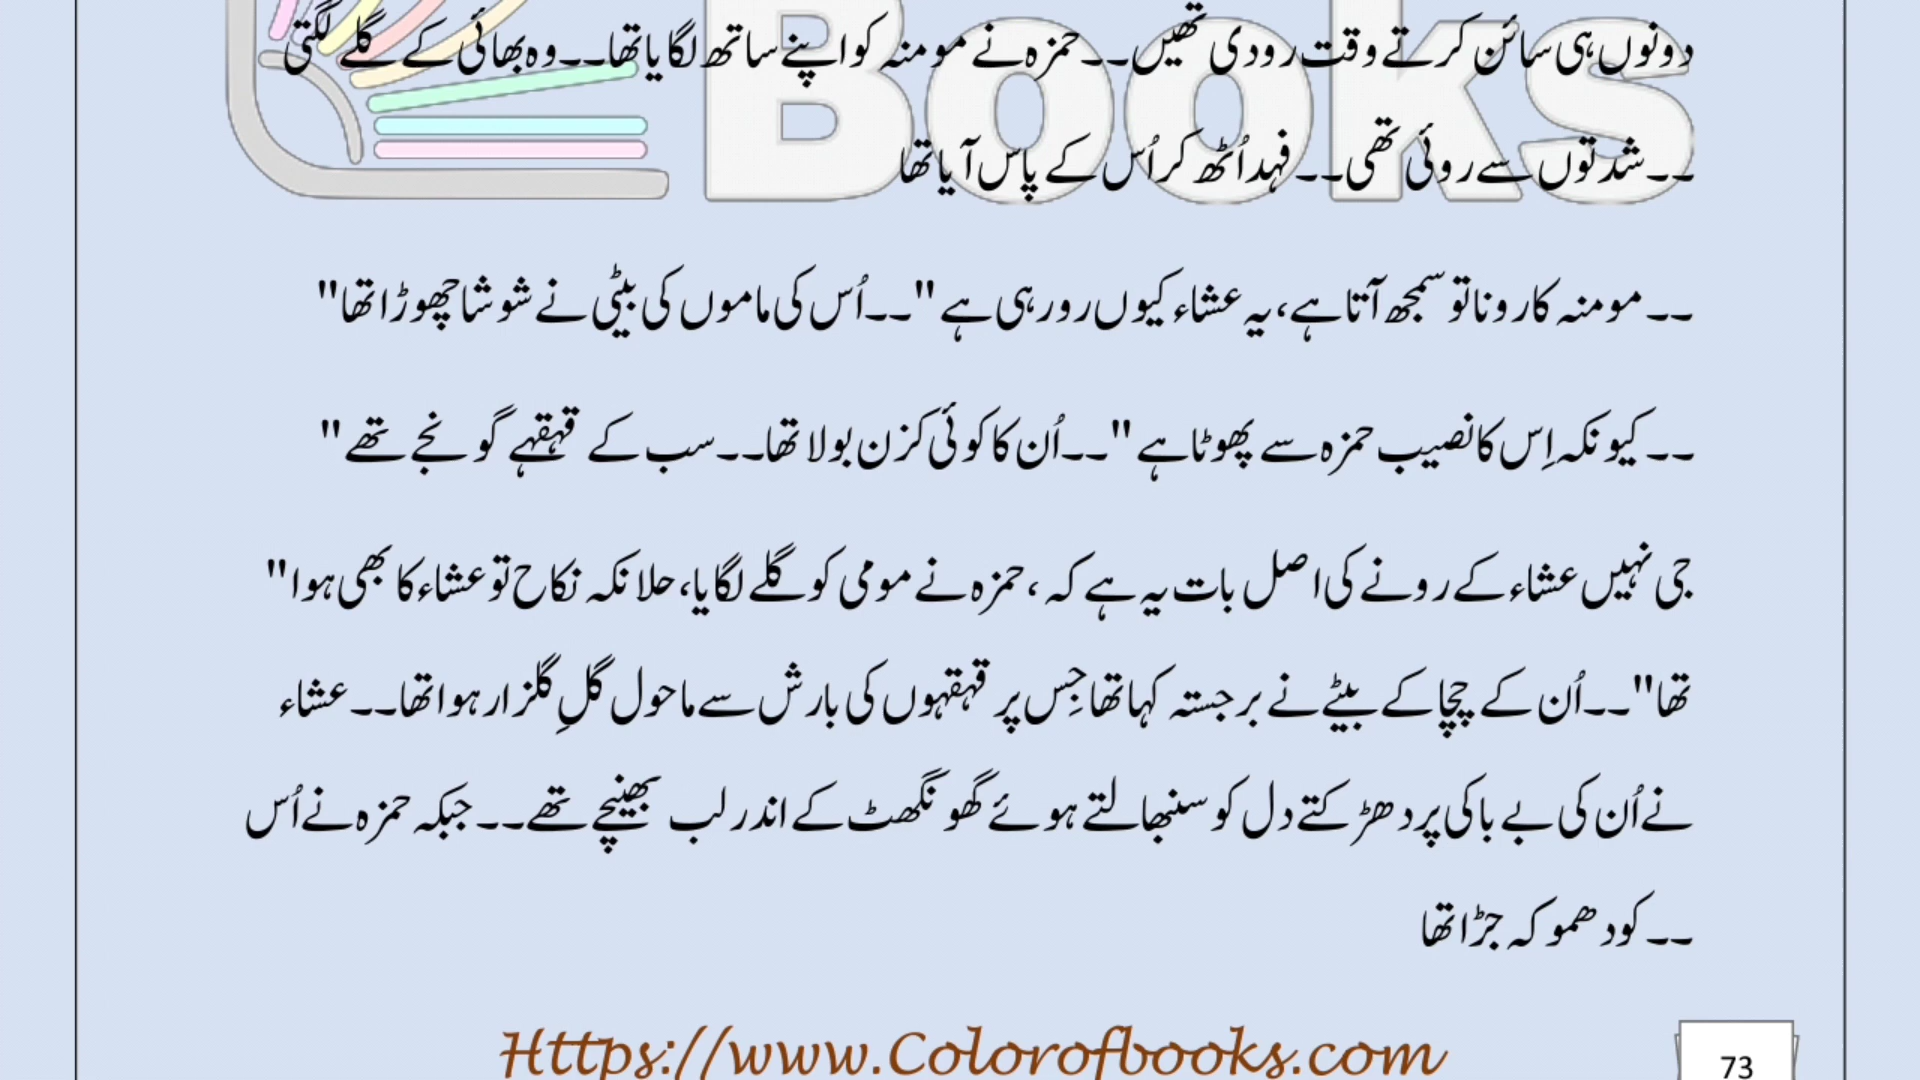 Books
دونوں ہی سائن کرتے وقت رودی تھیں۔۔ حمزہ نے مومنہ کو اپنے ساتھ لگایا تھا۔۔ وہ بھائی کے گلے لگتی
۔۔ شدتوں سے روئی تھی۔۔ فہد اُٹھ کر اُس کے پاس آیا تھا
۔۔ مومنہ کا رونا تو سمجھ آتا ہے، یہ عشاء کیوں رو رہی ہے "۔۔ اُس کی ماموں کی بیٹی نے شوشا چھوڑا تھا"
۔۔ کیونکہ اِس کا نصیب حمزہ سے پھوٹا ہے "۔۔ اُن کا کوئی کزن بولا تھا۔۔ سب کے قہقہے گونجے تھے"
جی نہیں عشاء کے رونے کی اصل بات یہ ہے کہ، حمزہ نے مومی کو گلے لگایا، حلانکہ نکاح تو عشاء کا بھی ہوا"
تھا"۔۔ اُن کے چچا کے بیٹے نے برجستہ کہا تھا جِس پر قہقہوں کی بارش سے ماحول گلِ گلزار ہوا تھا۔۔ عشاء
نے اُن کی بے باکی پر دھڑکتے دل کو سنبھالتے ہوئے گھونگھٹ کے اندر لب بھینچے تھے۔۔ جبکہ حمزہ نے اُس
۔۔ کو دھموکہ جڑا تھا
Https://www.Colorofbooks.com
73